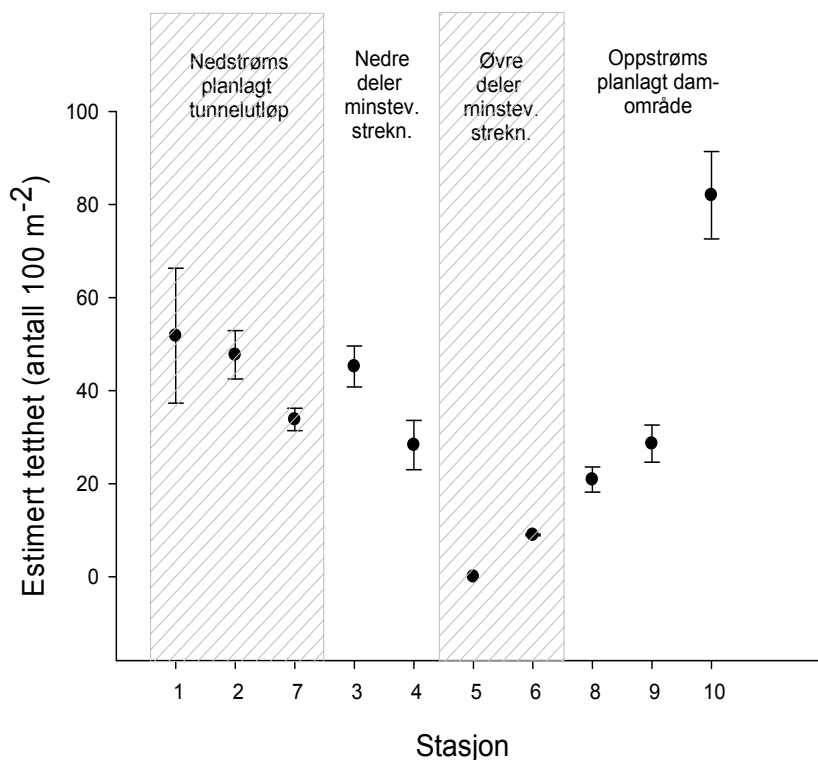 Nedstrøms
planlagt
tunnelutløp
Nedre
deler
minstev.
strekn.
Øvre
deler
minstev.
strekn.
Oppstrøms
planlagt dam-
område
Estimert tetthet (antall 100 m-2)
100
80
60
40
20
0
1 2 7 3 4 5 6 8 9 10
Stasjon